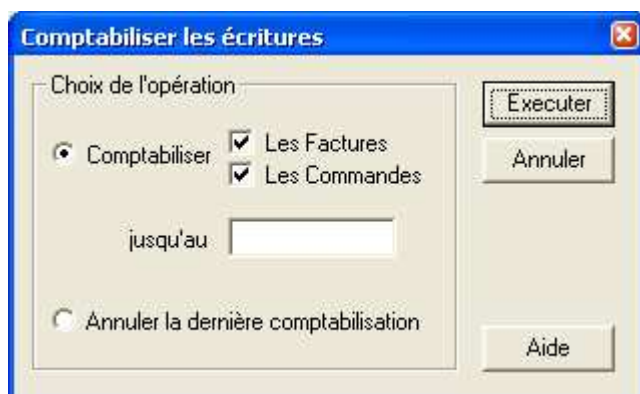 Comptabiliser les écritures
Choix de l'opération
Comptabiliser
Les Factures
Les Commandes
jusqu'au
Annuler la dernière comptabilisation
Executer
Annuler
Aide